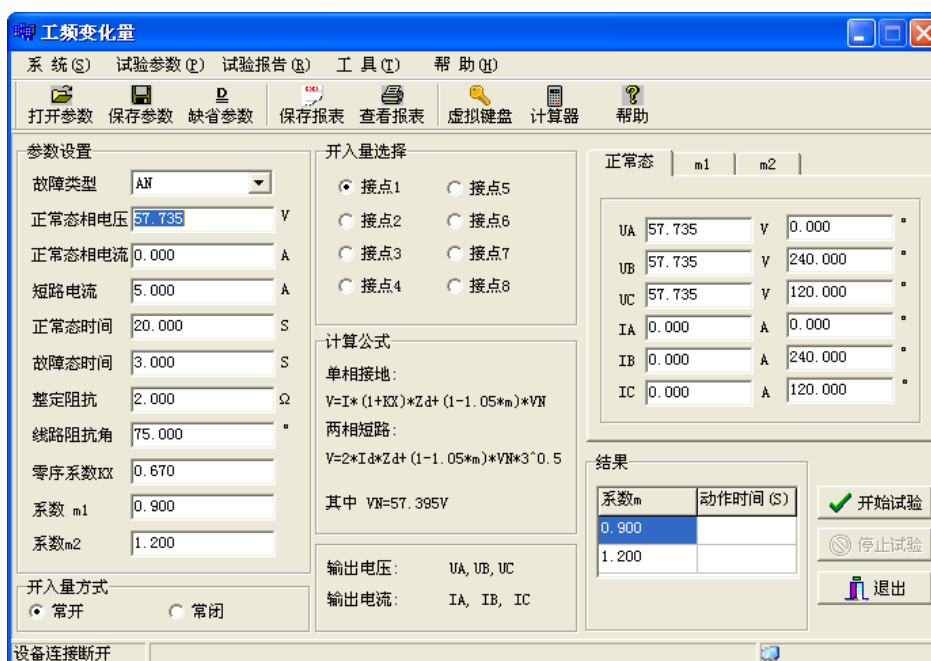 工频变化量
系 统(S) 试验参数(P) 试验报告(R) 工 具(T) 帮 助(H)
打开参数 保存参数 缺省参数 保存报表 查看报表 虚拟键盘 计算器 帮助
参数设置
故障类型 AN
正常态相电压 57.735 V
正常态相电流 0.000 A
短路电流 5.000 A
正常态时间 20.000 S
故障态时间 3.000 S
整定阻抗 2.000 Ω
线路阻抗角 75.000 °
零序系数KX 0.670
系数 m1 0.900
系数m2 1.200
开入量方式
常开 常闭
开入量选择
接点1 接点5
接点2 接点6
接点3 接点7
接点4 接点8
计算公式
单相接地:
V=I*(1+KX)*Zd+(1-1.05*m)*VN
两相短路:
V=2*Id*Zd+(1-1.05*m)*VN*3^0.5
其中 VN=57.395V
输出电压: UA,UB,UC
输出电流: IA, IB, IC
正常态 m1 m2
UA 57.735 V 0.000 °
UB 57.735 V 240.000 °
UC 57.735 V 120.000 °
IA 0.000 A 0.000 °
IB 0.000 A 240.000 °
IC 0.000 A 120.000 °
结果
系数m 动作时间(S)
0.900
1.200
开始试验
停止试验
退出
设备连接断开